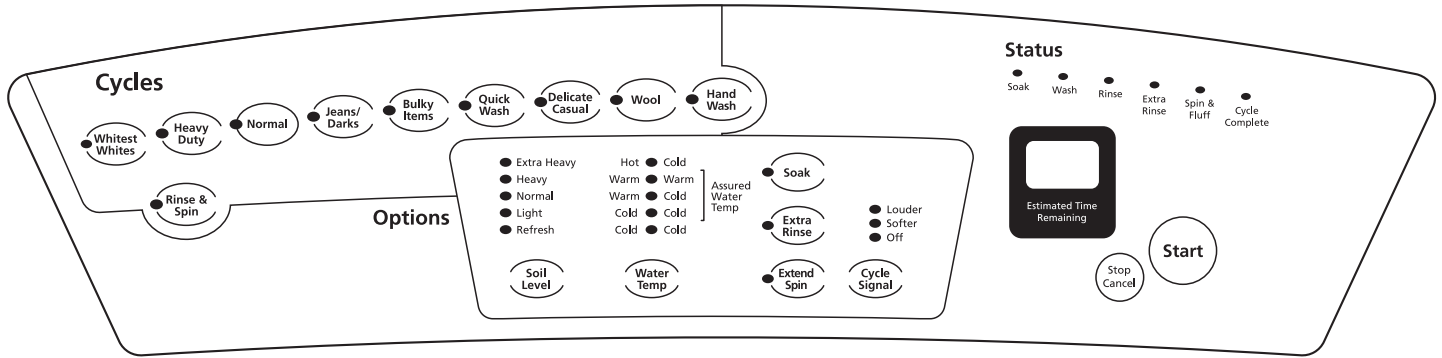 Cycles
Whitest
Whites
Heavy
Duty
Normal
Jeans/
Darks
Bulky
Items
Quick
Wash
Delicate
Casual
Wool
Hand
Wash
Rinse &
Spin
Options
Extra Heavy
Heavy
Normal
Light
Refresh
Soil
Level
Hot Cold
Warm Warm
Warm Cold
Cold Cold
Cold Cold
Assured
Water
Temp
Water
Temp
Soak
Extra
Rinse
Extend
Spin
Louder
Softer
Off
Cycle
Signal
Status
Soak
Wash
Rinse
Extra
Rinse
Spin &
Fluff
Cycle
Complete
Estimated Time
Remaining
Stop
Cancel
Start